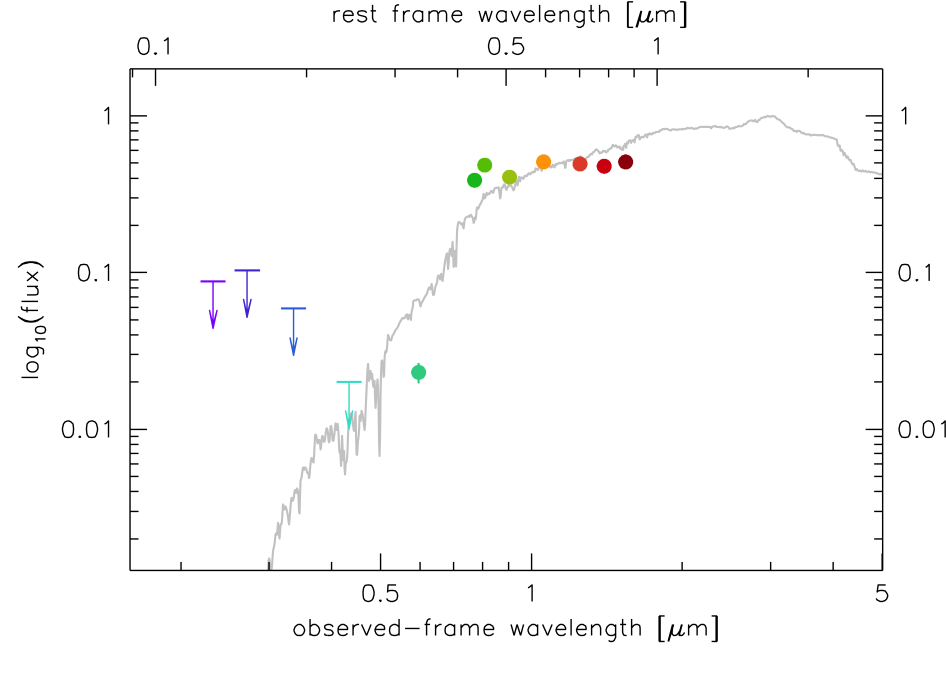 rest frame wavelength [μm]
0.1 0.5 1
1 1
0.1 0.1
0.01 0.01
log10(flux)
0.5 1 5
observed-frame wavelength [μm]